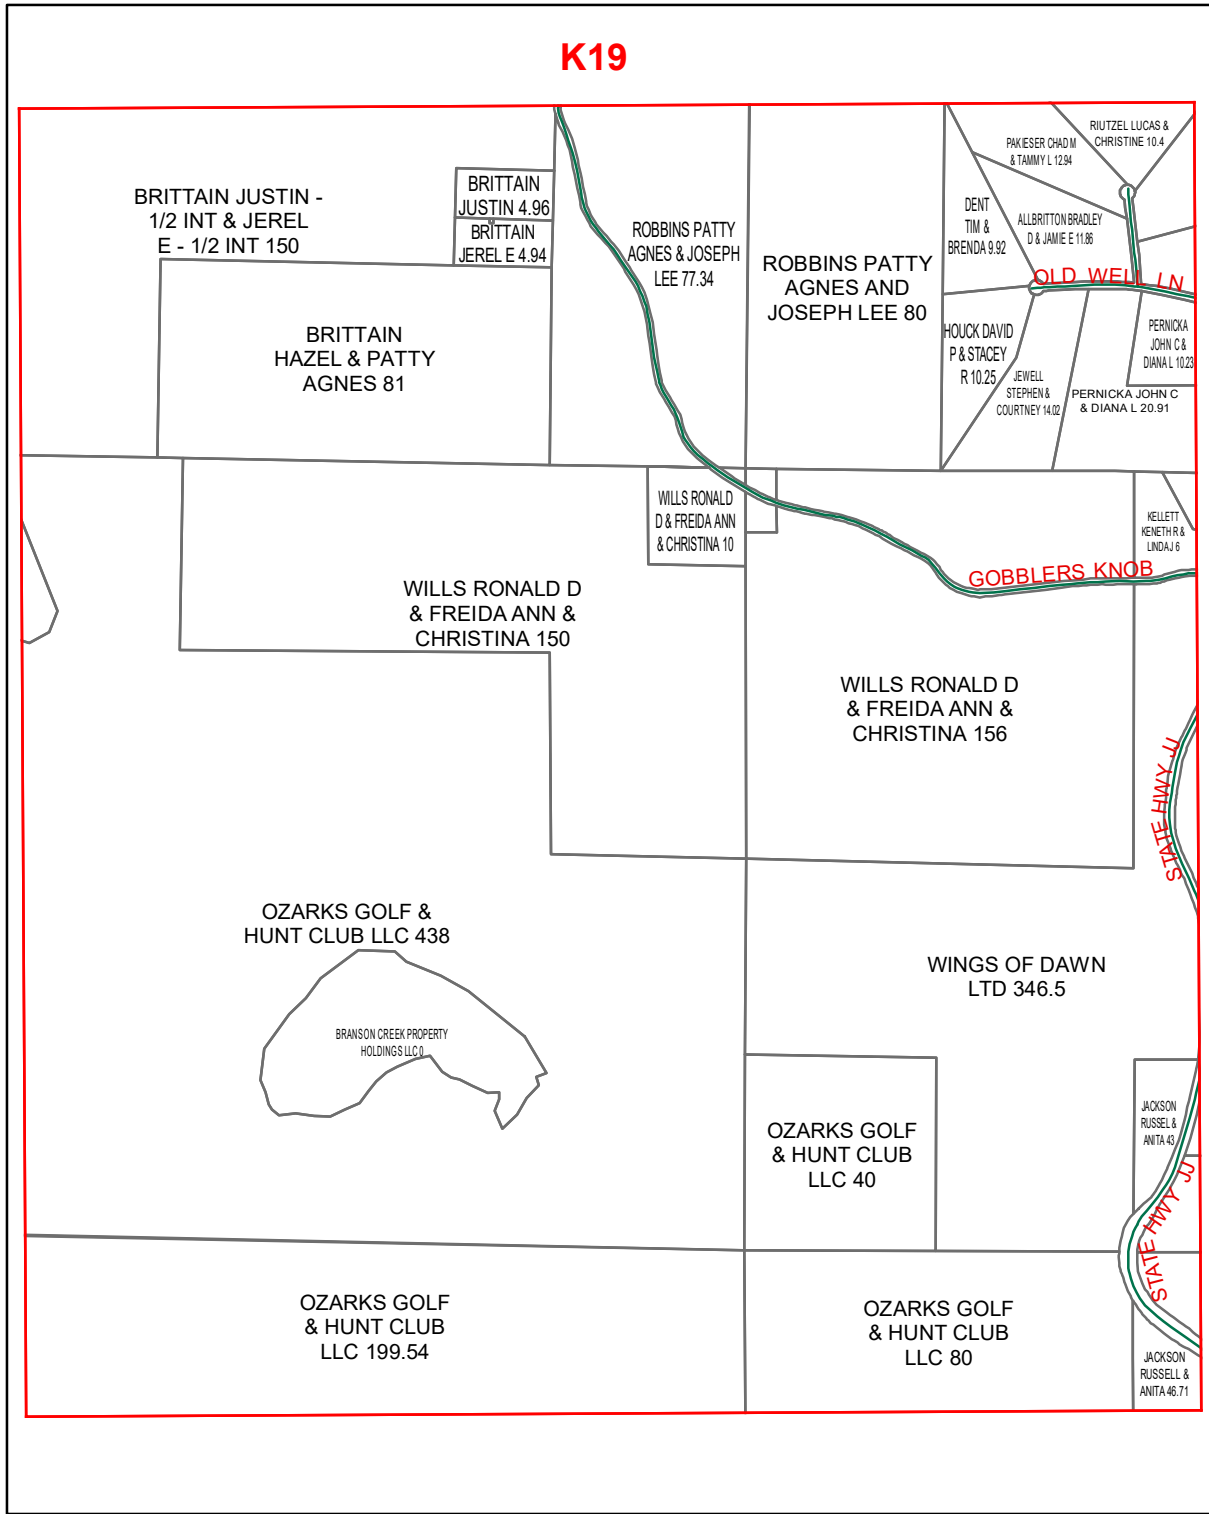 K19
BRITTAIN JUSTIN -
1/2 INT & JEREL
E - 1/2 INT 150
BRITTAIN
JUSTIN 4.96
BRITTAIN
JEREL E 4.94
BRITTAIN
HAZEL & PATTY
AGNES 81
ROBBINS PATTY
AGNES & JOSEPH
LEE 77.34
ROBBINS PATTY
AGNES AND
JOSEPH LEE 80
PAKIESER CHAD M
& TAMMY L 12.94
RIUTZEL LUCAS &
CHRISTINE 10.4
DENT
TIM &
BRENDA 9.92
ALLBRITTON BRADLEY
D & JAMIE E 11.86
OLD WELL LN
HOUCK DAVID
P & STACEY
R 10.25
JEWELL
STEPHEN &
COURTNEY 14.02
PERNICKA JOHN C
& DIANA L 20.91
PERNICKA
JOHN C &
DIANA L 10.23
WILLS RONALD
D & FREIDA ANN
& CHRISTINA 10
KELLETT
KENETH R &
LINDA J 6
GOBBLERS KNOB
WILLS RONALD D
& FREIDA ANN &
CHRISTINA 150
WILLS RONALD D
& FREIDA ANN &
CHRISTINA 156
STATE HWY JJ
OZARKS GOLF &
HUNT CLUB LLC 438
BRANSON CREEK PROPERTY
HOLDINGS LLC 0
WINGS OF DAWN
LTD 346.5
OZARKS GOLF
& HUNT CLUB
LLC 40
JACKSON
RUSSEL &
ANITA 43
STATE HWY JJ
OZARKS GOLF
& HUNT CLUB
LLC 199.54
OZARKS GOLF
& HUNT CLUB
LLC 80
JACKSON
RUSSELL &
ANITA 46.71